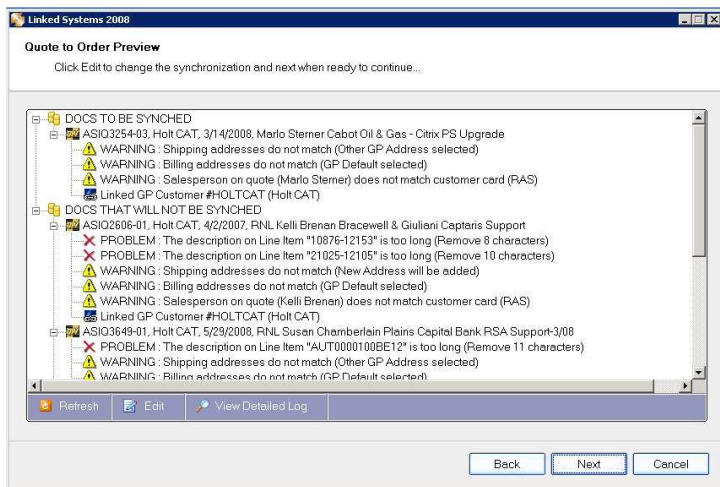 Linked Systems 2008
Quote to Order Preview
Click Edit to change the synchronization and next when ready to continue...
DOCS TO BE SYNCHED
ASIQ3254-03, Holt CAT, 3/14/2008, Marlo Sterner Cabot Oil & Gas - Citrix PS Upgrade
WARNING : Shipping addresses do not match (Other GP Address selected)
WARNING : Billing addresses do not match (GP Default selected)
WARNING : Salesperson on quote (Marlo Sterner) does not match customer card (RAS)
Linked GP Customer #HOLTCAT (Holt CAT)
DOCS THAT WILL NOT BE SYNCHED
ASIQ2606-01, Holt CAT, 4/2/2007, RNL Kelli Brenan Bracewell & Giuliani Captaris Support
PROBLEM : The description on Line Item "10876-12153" is too long (Remove 8 characters)
PROBLEM : The description on Line Item "21025-12105" is too long (Remove 10 characters)
WARNING : Shipping addresses do not match (New Address will be added)
WARNING : Billing addresses do not match (GP Default selected)
WARNING : Salesperson on quote (Kelli Brenan) does not match customer card (RAS)
Linked GP Customer #HOLTCAT (Holt CAT)
ASIQ3649-01, Holt CAT, 5/29/2008, RNL Susan Chamberlain Plains Capital Bank RSA Support-3/08
PROBLEM : The description on Line Item "AUT0000100BE12" is too long (Remove 11 characters)
WARNING : Shipping addresses do not match (Other GP Address selected)
WARNING : Billing addresses do not match (GP Default selected)
Refresh Edit View Detailed Log
Back Next Cancel